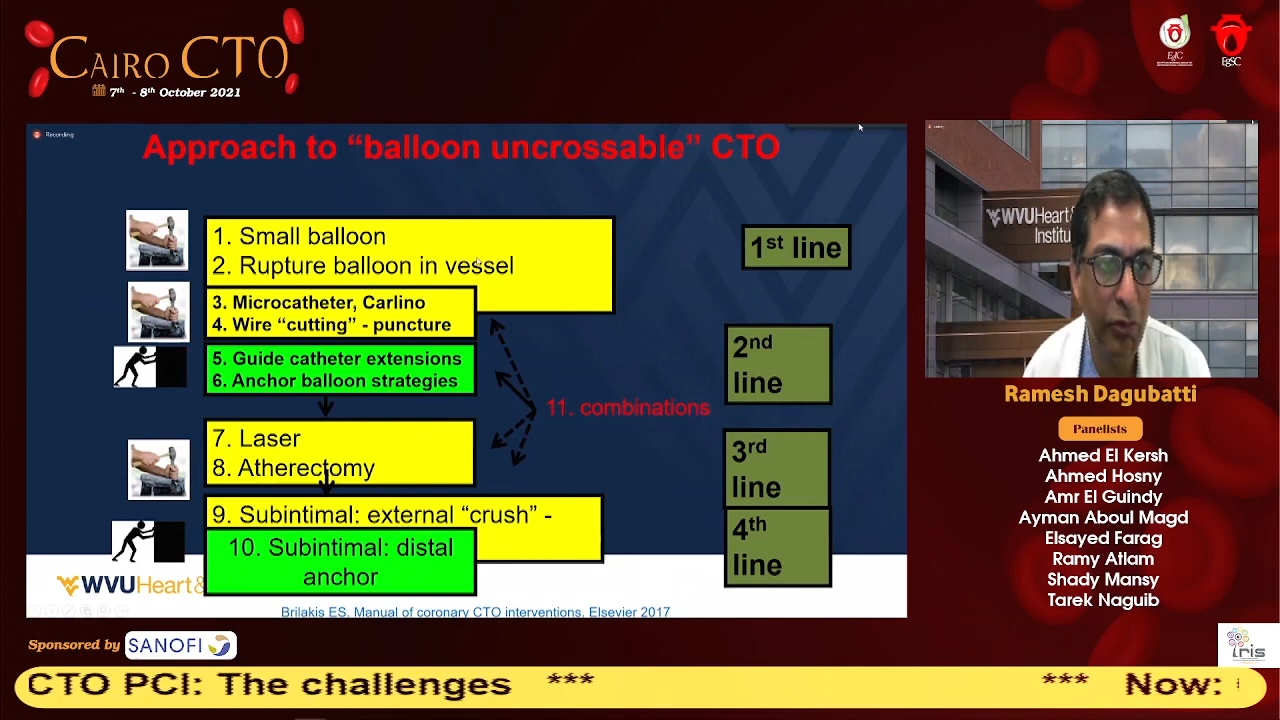 CAIRO CTO
7th - 8th October 2021
EgSC
Recording
Approach to “balloon uncrossable” CTO
1. Small balloon
2. Rupture balloon in vessel
3. Microcatheter, Carlino
4. Wire “cutting” - puncture
5. Guide catheter extensions
6. Anchor balloon strategies
7. Laser
8. Atherectomy
9. Subintimal: external “crush” -
10. Subintimal: distal
anchor
11. combinations
1st line
2nd
line
3rd
line
4th
line
WVUHeart&
Brilakis ES. Manual of coronary CTO interventions. Elsevier 2017
WVUHeart&
Institu
Ramesh Dagubatti
Panelists
Ahmed El Kersh
Ahmed Hosny
Amr El Guindy
Ayman Aboul Magd
Elsayed Farag
Ramy Atlam
Shady Mansy
Tarek Naguib
Sponsored by SANOFI
iris
CTO PCI: The challenges *** *** Now: